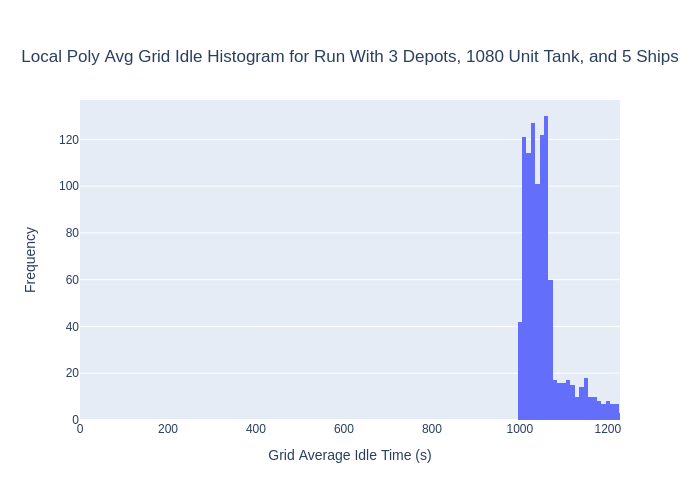 Local Poly Avg Grid Idle Histogram for Run With 3 Depots, 1080 Unit Tank, and 5 Ships
120
100
80
60
40
20
0
Frequency
0 200 400 600 800 1000 1200
Grid Average Idle Time (s)